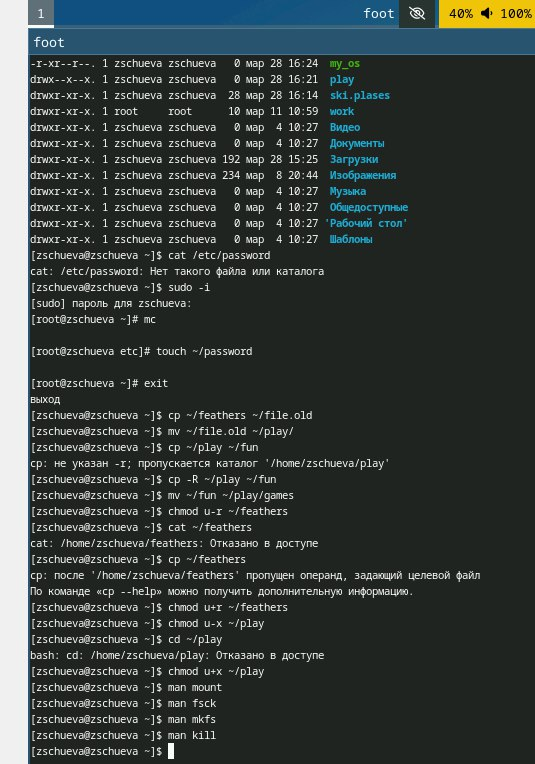 1 foot 40% 100%
foot
-r-xr--r--. 1 zschueva zschueva   0 мар 28 16:24  my_os
drwx--x--x. 1 zschueva zschueva   0 мар 28 16:21  play
drwxr-xr-x. 1 zschueva zschueva  28 мар 28 16:14  ski.plases
drwxr-xr-x. 1 root     root      10 мар 11 10:59  work
drwxr-xr-x. 1 zschueva zschueva   0 мар  4 10:27  Видео
drwxr-xr-x. 1 zschueva zschueva   0 мар  4 10:27  Документы
drwxr-xr-x. 1 zschueva zschueva 192 мар 28 15:25  Загрузки
drwxr-xr-x. 1 zschueva zschueva 234 мар  8 20:44  Изображения
drwxr-xr-x. 1 zschueva zschueva   0 мар  4 10:27  Музыка
drwxr-xr-x. 1 zschueva zschueva   0 мар  4 10:27  Общедоступные
drwxr-xr-x. 1 zschueva zschueva   0 мар  4 10:27 'Рабочий стол'
drwxr-xr-x. 1 zschueva zschueva   0 мар  4 10:27  Шаблоны
[zschueva@zschueva ~]$ cat /etc/password
cat: /etc/password: Нет такого файла или каталога
[zschueva@zschueva ~]$ sudo -i
[sudo] пароль для zschueva:
[root@zschueva ~]# mc
[root@zschueva etc]# touch ~/password
[root@zschueva ~]# exit
выход
[zschueva@zschueva ~]$ cp ~/feathers ~/file.old
[zschueva@zschueva ~]$ mv ~/file.old ~/play/
[zschueva@zschueva ~]$ cp ~/play ~/fun
cp: не указан -r; пропускается каталог '/home/zschueva/play'
[zschueva@zschueva ~]$ cp -R ~/play ~/fun
[zschueva@zschueva ~]$ mv ~/fun ~/play/games
[zschueva@zschueva ~]$ chmod u-r ~/feathers
[zschueva@zschueva ~]$ cat ~/feathers
cat: /home/zschueva/feathers: Отказано в доступе
[zschueva@zschueva ~]$ cp ~/feathers
cp: после '/home/zschueva/feathers' пропущен операнд, задающий целевой файл
По команде «cp --help» можно получить дополнительную информацию.
[zschueva@zschueva ~]$ chmod u+r ~/feathers
[zschueva@zschueva ~]$ chmod u-x ~/play
[zschueva@zschueva ~]$ cd ~/play
bash: cd: /home/zschueva/play: Отказано в доступе
[zschueva@zschueva ~]$ chmod u+x ~/play
[zschueva@zschueva ~]$ man mount
[zschueva@zschueva ~]$ man fsck
[zschueva@zschueva ~]$ man mkfs
[zschueva@zschueva ~]$ man kill
[zschueva@zschueva ~]$